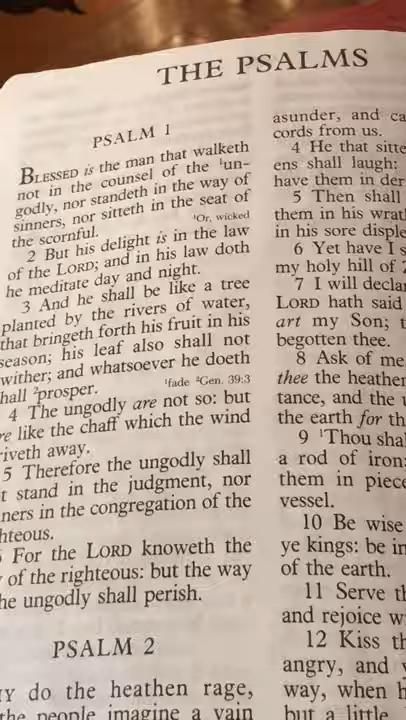 THE PSALMS
PSALM 1
BLESSED is the man that walketh
not in the counsel of the ¹un-
godly, nor standeth in the way of
sinners, nor sitteth in the seat of
the scornful. ¹Or, wicked
2 But his delight is in the law
of the LORD; and in his law doth
he meditate day and night.
3 And he shall be like a tree
planted by the rivers of water,
that bringeth forth his fruit in his
season; his leaf also shall not
wither; and whatsoever he doeth
hall ²prosper. ¹fade ²Gen. 39:3
4 The ungodly are not so: but
re like the chaff which the wind
riveth away.
5 Therefore the ungodly shall
t stand in the judgment, nor
ners in the congregation of the
hteous.
For the LORD knoweth the
of the righteous: but the way
he ungodly shall perish.
PSALM 2
HY do the heathen rage,
the people imagine a vain
asunder, and ca
cords from us.
4 He that sitte
ens shall laugh:
have them in der
5 Then shall
them in his wrat
in his sore disple
6 Yet have I s
my holy hill of
7 I will declar
LORD hath said
art my Son; t
begotten thee.
8 Ask of me
thee the heather
tance, and the u
the earth for th
9 ¹Thou shal
a rod of iron:
them in piece
vessel.
10 Be wise
ye kings: be in
of the earth.
11 Serve th
and rejoice w
12 Kiss th
angry, and
way, when h
but a little